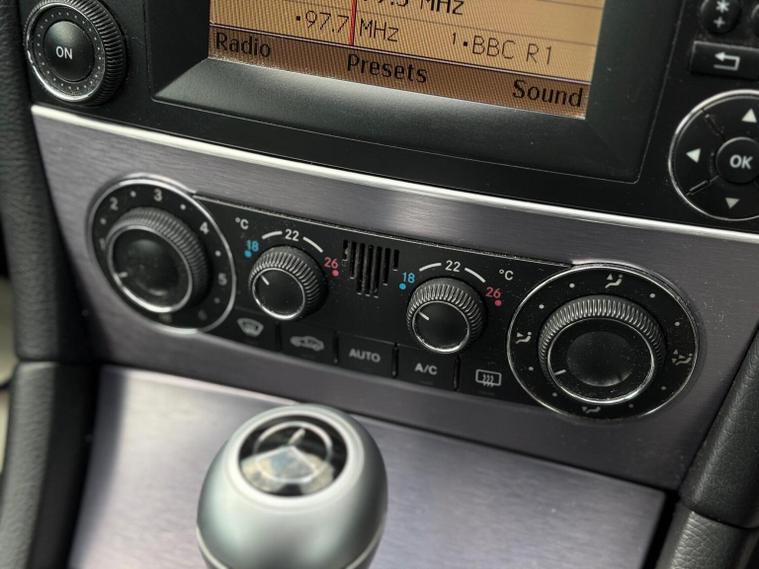 MHz
•97.7 MHz 1•BBC R1
Radio Presets Sound
ON
*
+
OK
2 3 4 5
°C
18 22 26
18 22 26
°C
AUTO
A/C